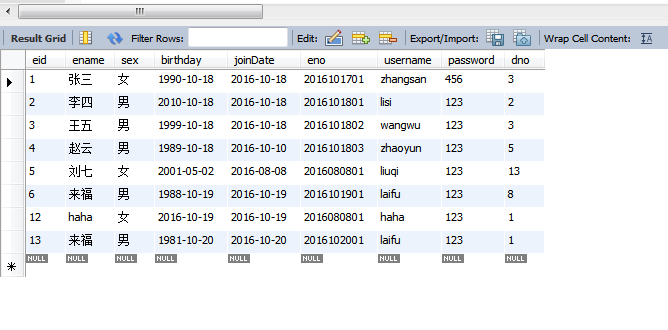 Result Grid Filter Rows: Edit: Export/Import: Wrap Cell Content:
eid ename sex birthday joinDate eno username password dno
1 张三 女 1990-10-18 2016-10-18 2016101701 zhangsan 456 3
2 李四 男 2010-10-18 2016-10-18 2016101801 lisi 123 2
3 王五 男 1999-10-18 2016-10-18 2016101802 wangwu 123 3
4 赵云 男 1989-10-18 2016-10-10 2016101803 zhaoyun 123 5
5 刘七 女 2001-05-02 2016-08-08 2016080801 liuqi 123 13
6 来福 男 1988-10-19 2016-10-19 2016101901 laifu 123 8
12 haha 女 2016-10-19 2016-10-19 2016080801 haha 123 1
13 来福 男 1981-10-20 2016-10-20 2016102001 laifu 123 1
NULL NULL NULL NULL NULL NULL NULL NULL NULL